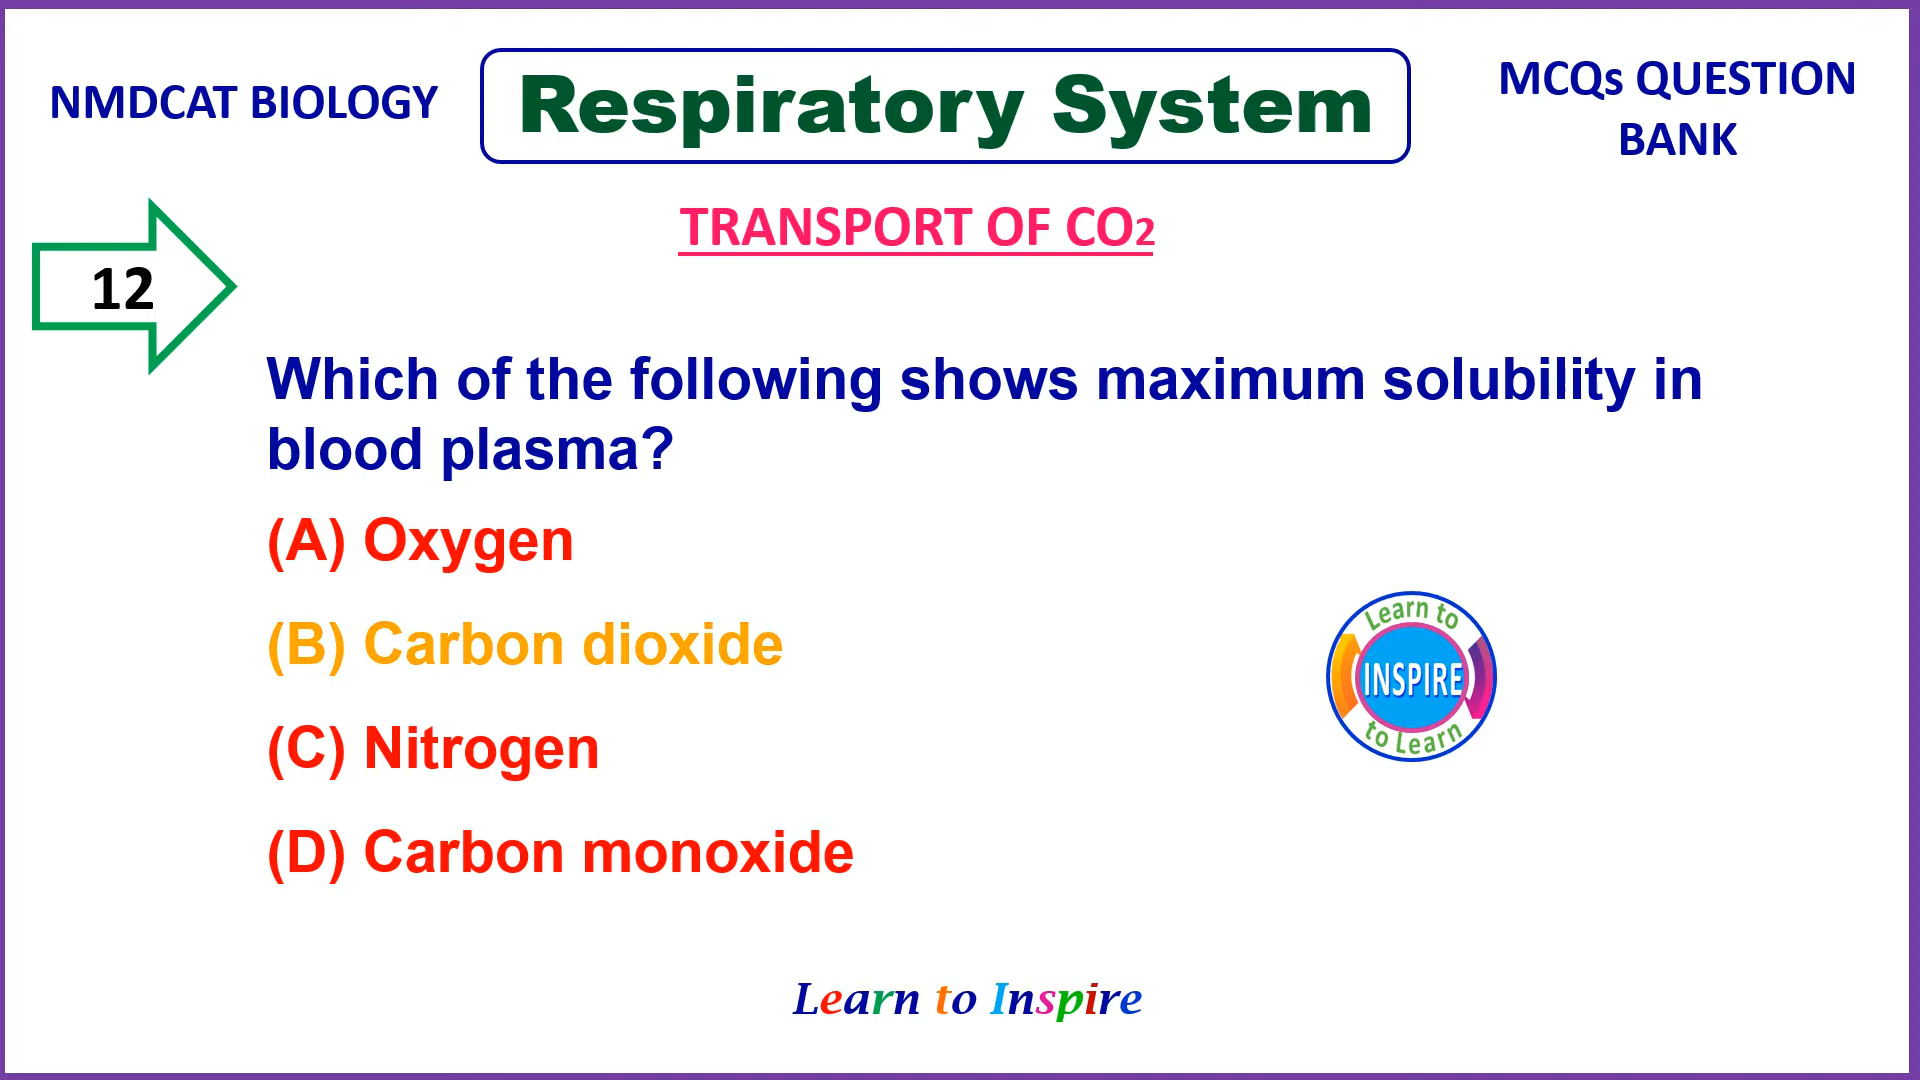 NMDCAT BIOLOGY
Respiratory System
MCQs QUESTION
BANK
TRANSPORT OF CO2
12
Which of the following shows maximum solubility in
blood plasma?
(A) Oxygen
(B) Carbon dioxide
(C) Nitrogen
(D) Carbon monoxide
Learn to
INSPIRE
to Learn
Learn to Inspire